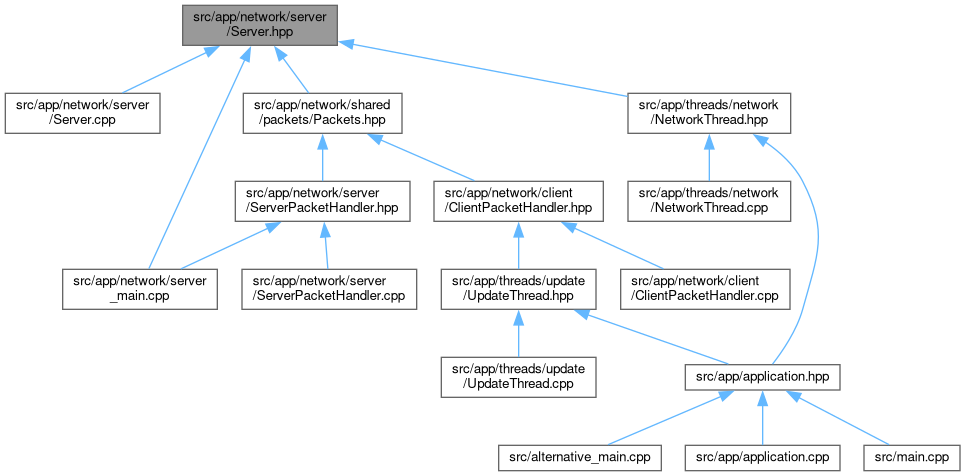 src/app/network/server
/Server.hpp
src/app/network/server
/Server.cpp
src/app/network/shared
/packets/Packets.hpp
src/app/threads/network
/NetworkThread.hpp
src/app/network/server
/ServerPacketHandler.hpp
src/app/network/client
/ClientPacketHandler.hpp
src/app/threads/network
/NetworkThread.cpp
src/app/network/server
_main.cpp
src/app/network/server
/ServerPacketHandler.cpp
src/app/threads/update
/UpdateThread.hpp
src/app/network/client
/ClientPacketHandler.cpp
src/app/threads/update
/UpdateThread.cpp
src/app/application.hpp
src/alternative_main.cpp
src/app/application.cpp
src/main.cpp